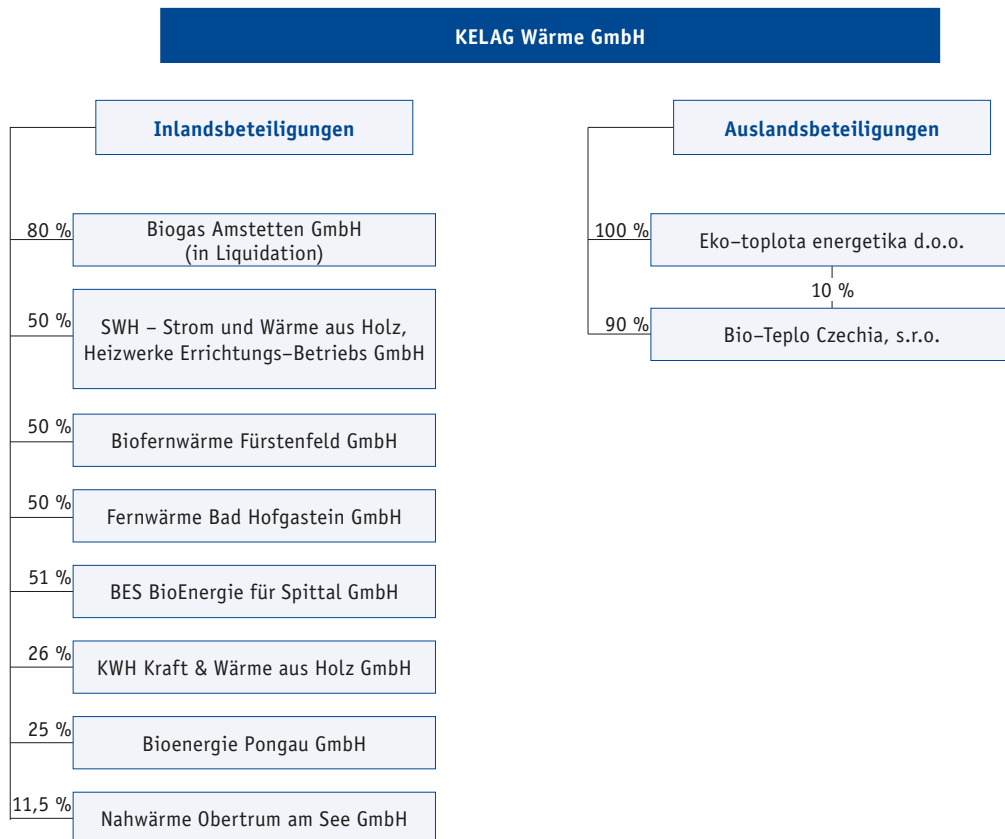 KELAG Wärme GmbH
Inlandsbeteiligungen
80 %
Biogas Amstetten GmbH
(in Liquidation)
50 %
SWH – Strom und Wärme aus Holz,
Heizwerke Errichtungs–Betriebs GmbH
50 %
Biofernwärme Fürstenfeld GmbH
50 %
Fernwärme Bad Hofgastein GmbH
51 %
BES BioEnergie für Spittal GmbH
26 %
KWH Kraft & Wärme aus Holz GmbH
25 %
Bioenergie Pongau GmbH
11,5 %
Nahwärme Obertrum am See GmbH
Auslandsbeteiligungen
100 %
Eko–toplota energetika d.o.o.
10 %
90 %
Bio–Teplo Czechia, s.r.o.